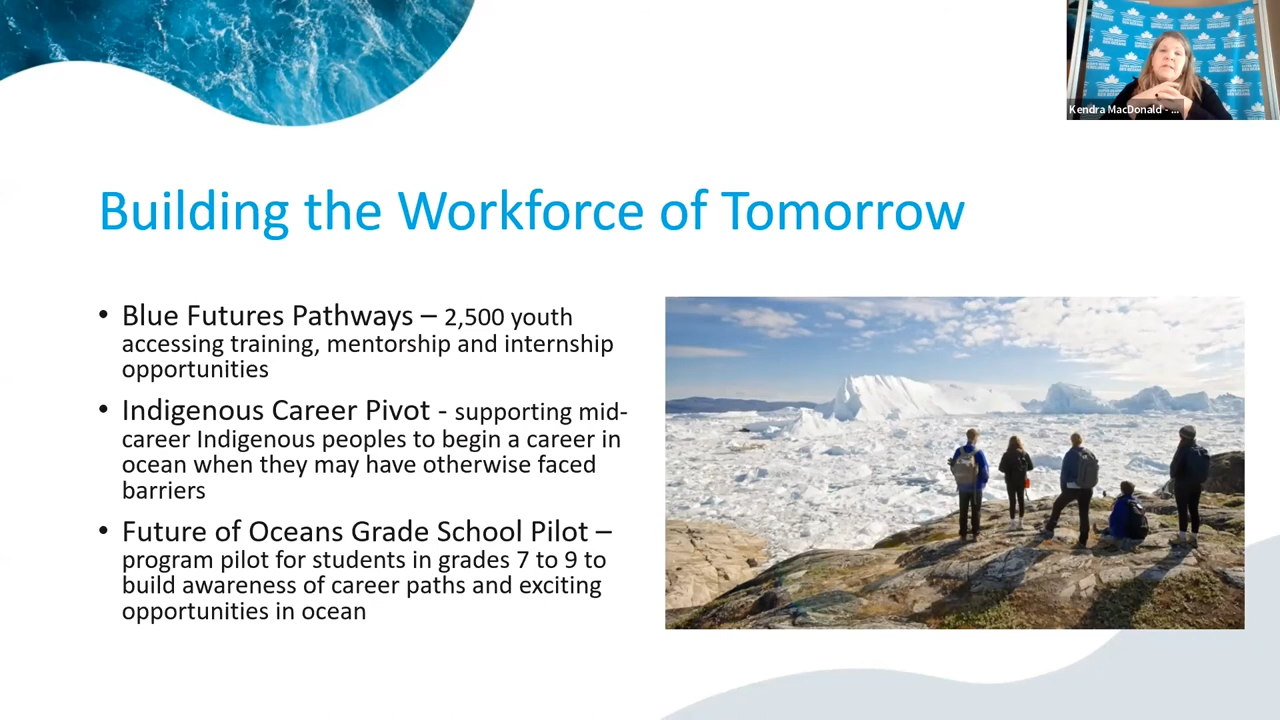 Kendra MacDonald - ...
Building the Workforce of Tomorrow
• Blue Futures Pathways – 2,500 youth
accessing training, mentorship and internship
opportunities
• Indigenous Career Pivot - supporting mid-
career Indigenous peoples to begin a career in
ocean when they may have otherwise faced
barriers
• Future of Oceans Grade School Pilot –
program pilot for students in grades 7 to 9 to
build awareness of career paths and exciting
opportunities in ocean